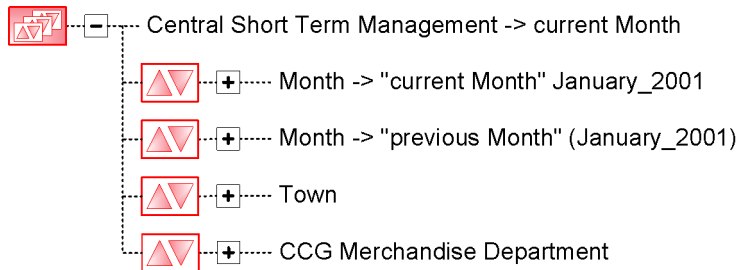 Central Short Term Management -> current Month
Month -> "current Month" January_2001
Month -> "previous Month" (January_2001)
Town
CCG Merchandise Department